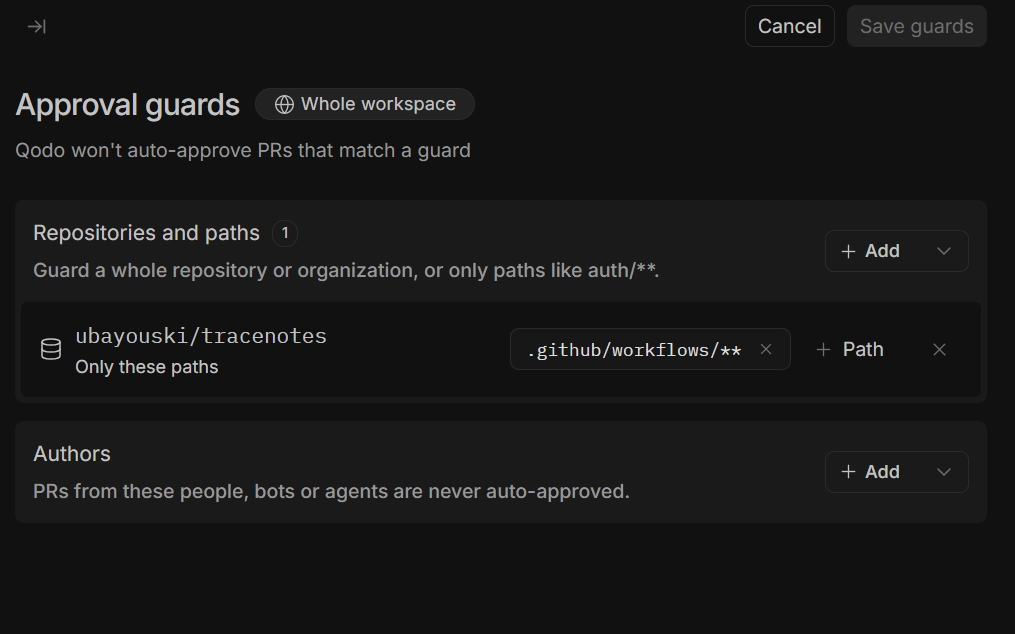 Cancel
Save guards
Approval guards
Whole workspace
Qodo won't auto-approve PRs that match a guard
Repositories and paths 1
Guard a whole repository or organization, or only paths like auth/**.
+ Add
ubayouski/tracenotes
Only these paths
.github/workflows/** ×
+ Path
×
Authors
PRs from these people, bots or agents are never auto-approved.
+ Add